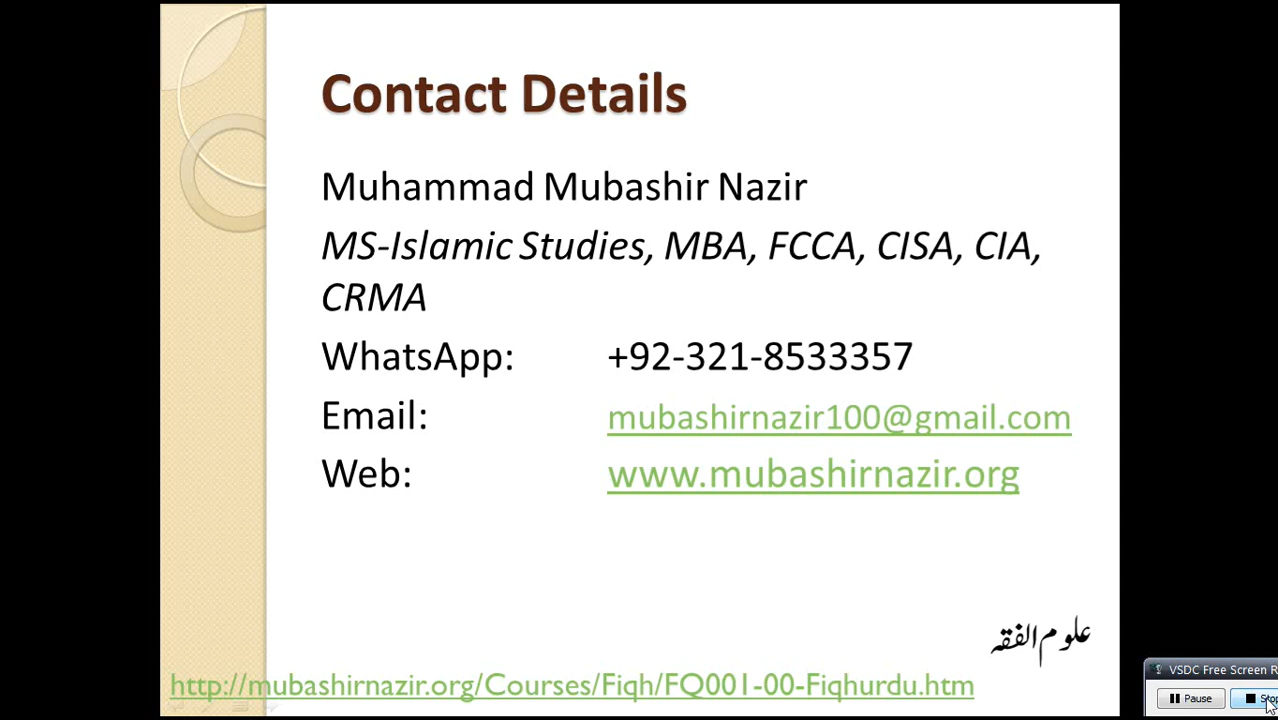 Contact Details
Muhammad Mubashir Nazir
MS-Islamic Studies, MBA, FCCA, CISA, CIA,
CRMA
WhatsApp: +92-321-8533357
Email: mubashirnazir100@gmail.com
Web: www.mubashirnazir.org
علوم الفقہ
http://mubashirnazir.org/Courses/Fiqh/FQ001-00-Fiqhurdu.htm
VSDC Free Screen R
Pause Stop